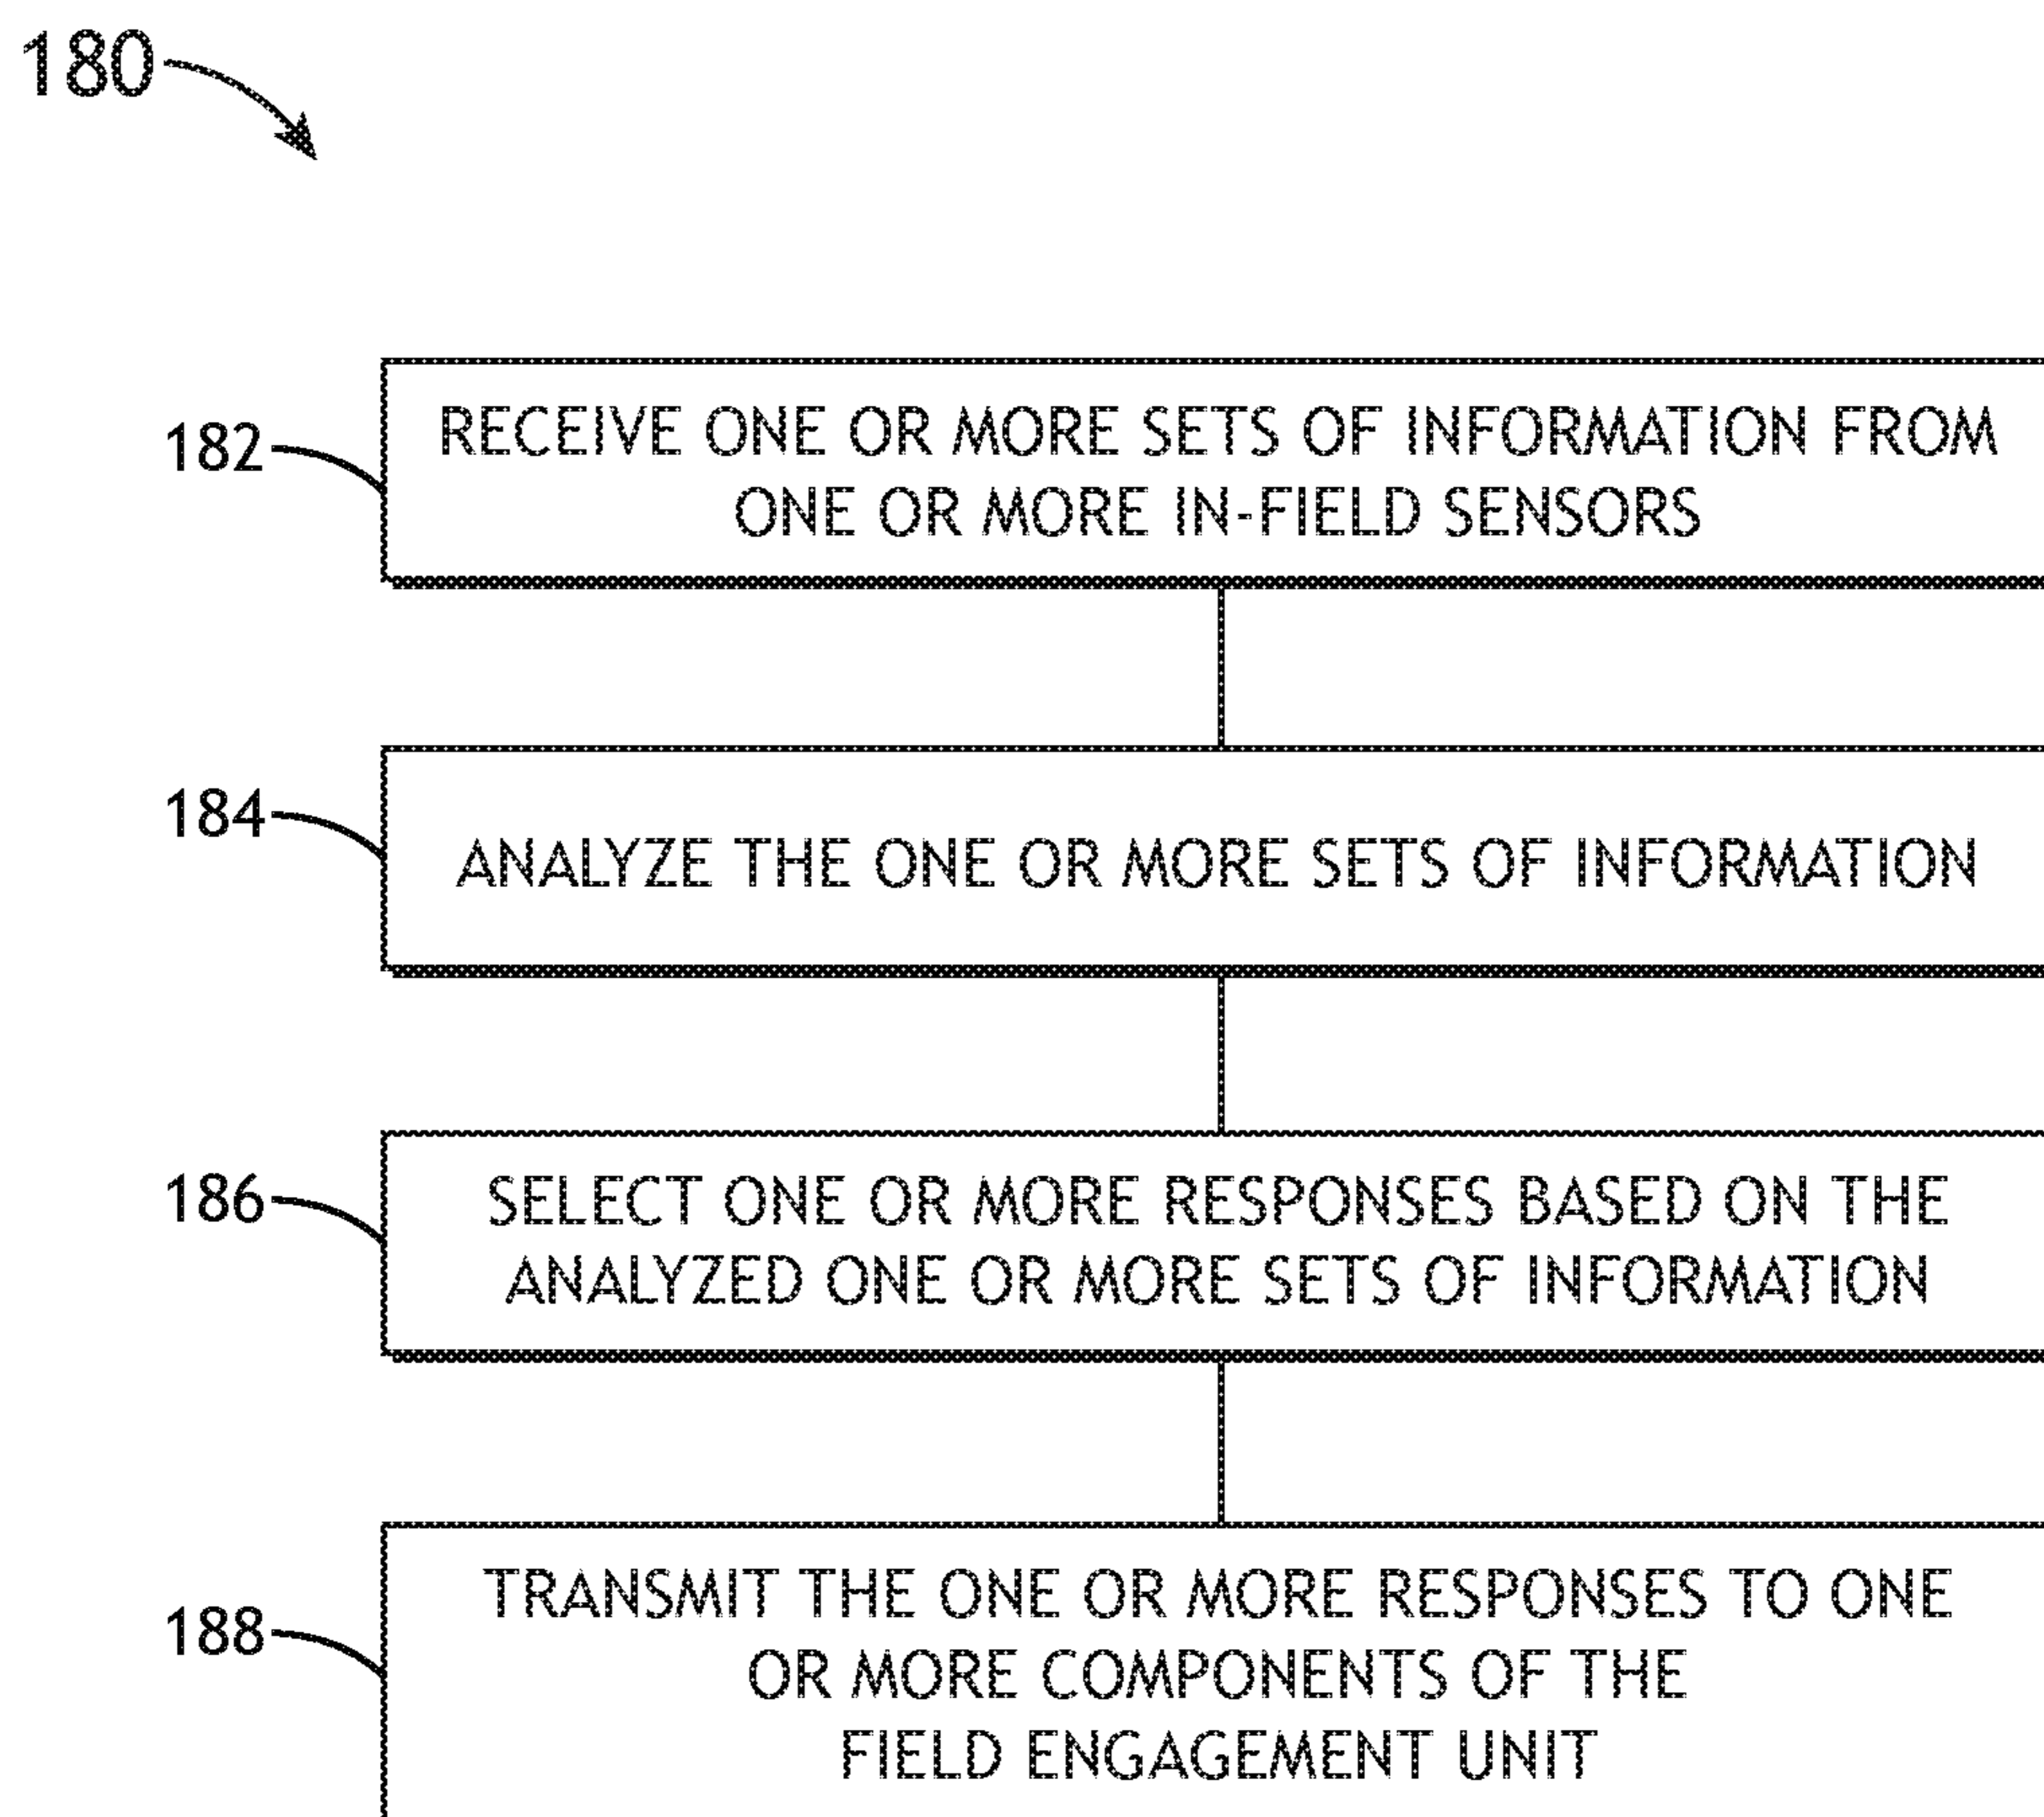 180
182
RECEIVE ONE OR MORE SETS OF INFORMATION FROM
ONE OR MORE IN-FIELD SENSORS
184
ANALYZE THE ONE OR MORE SETS OF INFORMATION
186
SELECT ONE OR MORE RESPONSES BASED ON THE
ANALYZED ONE OR MORE SETS OF INFORMATION
188
TRANSMIT THE ONE OR MORE RESPONSES TO ONE
OR MORE COMPONENTS OF THE
FIELD ENGAGEMENT UNIT